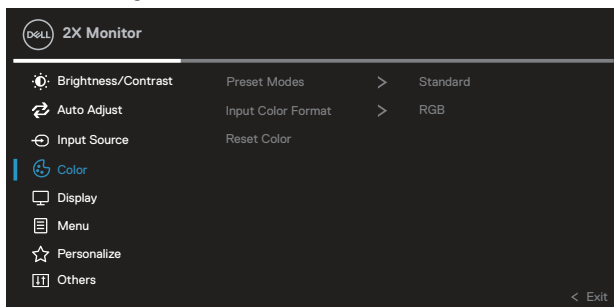 DELL 2X Monitor
Brightness/Contrast Preset Modes > Standard
Auto Adjust Input Color Format > RGB
Input Source Reset Color
Color
Display
Menu
Personalize
Others
< Exit